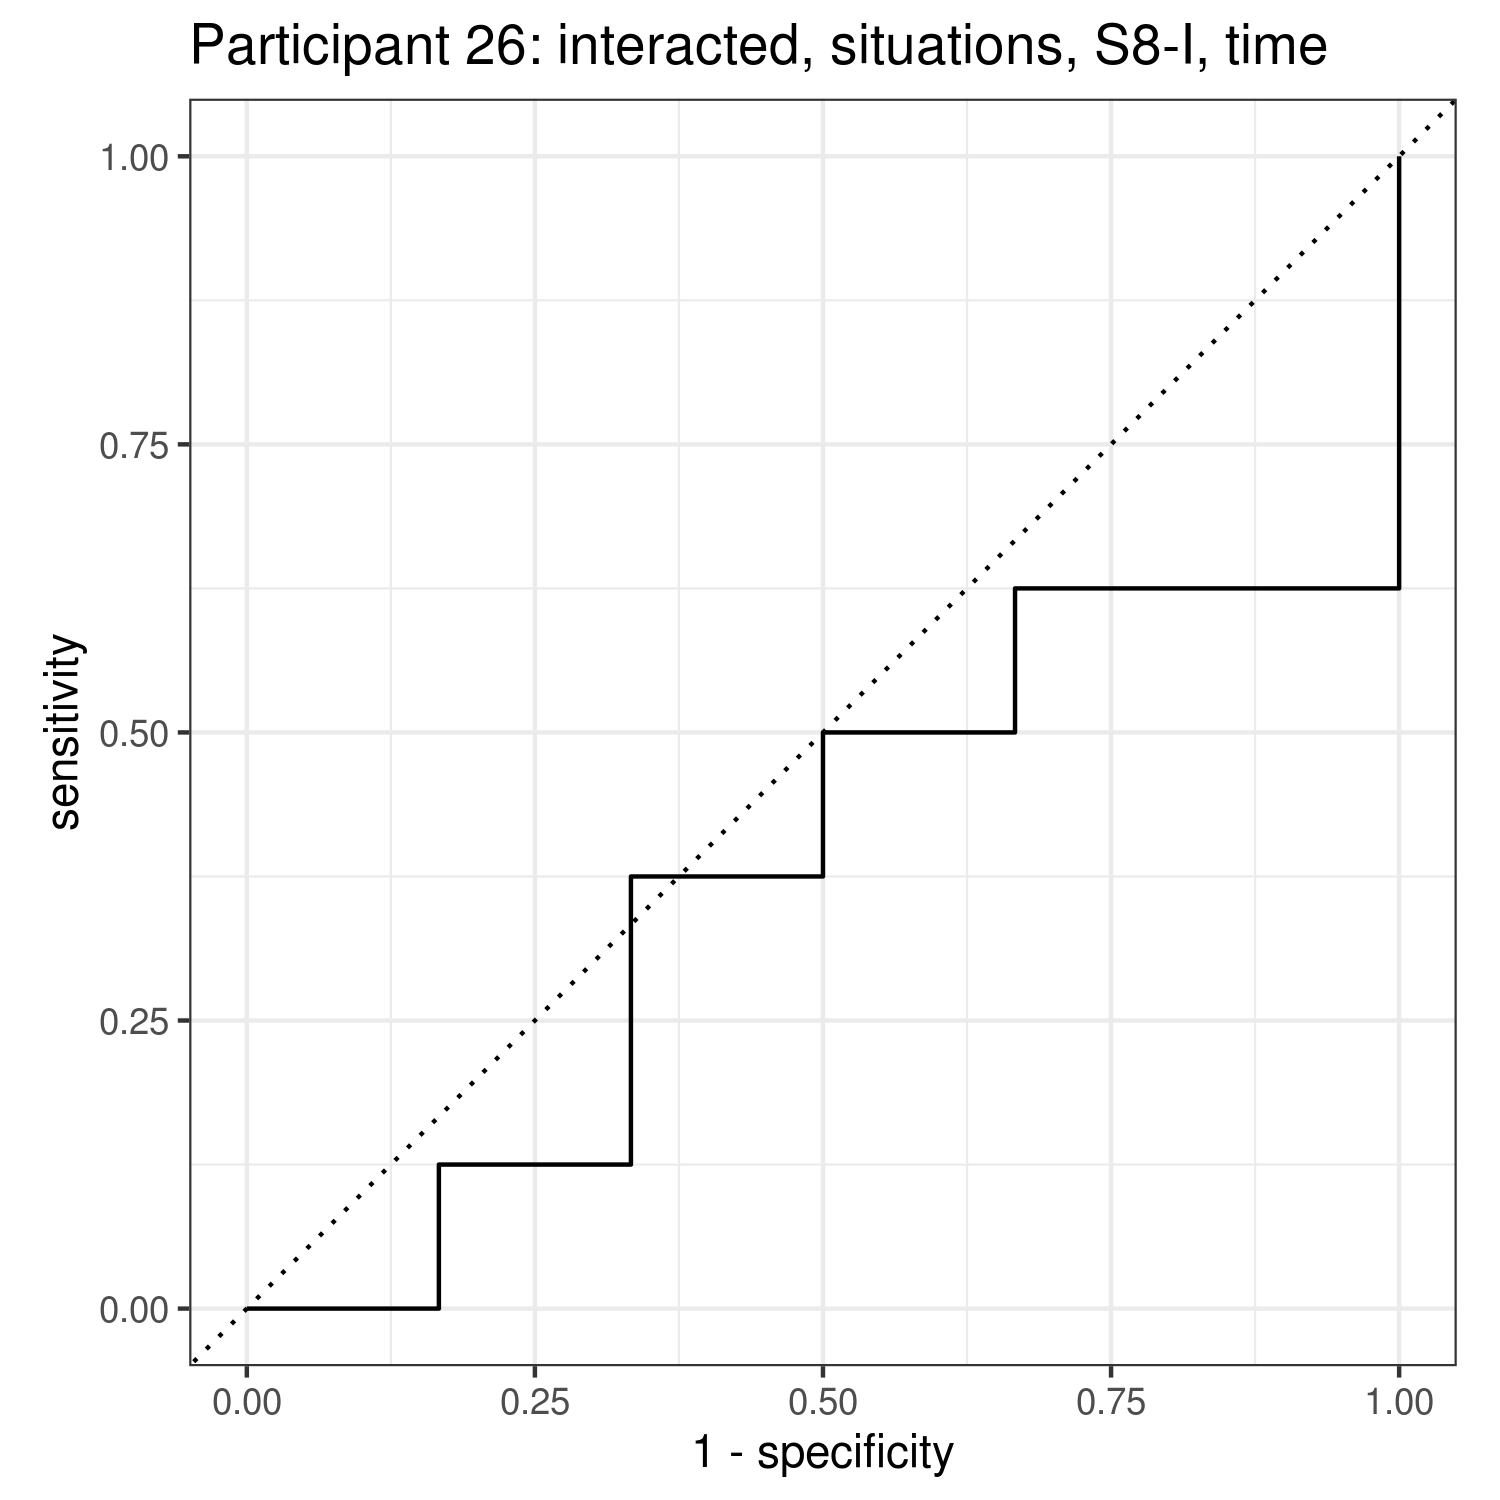 Participant 26: interacted, situations, S8-I, time
1.00
0.75
0.50
0.25
0.00
sensitivity
0.00 0.25 0.50 0.75 1.00
1 - specificity